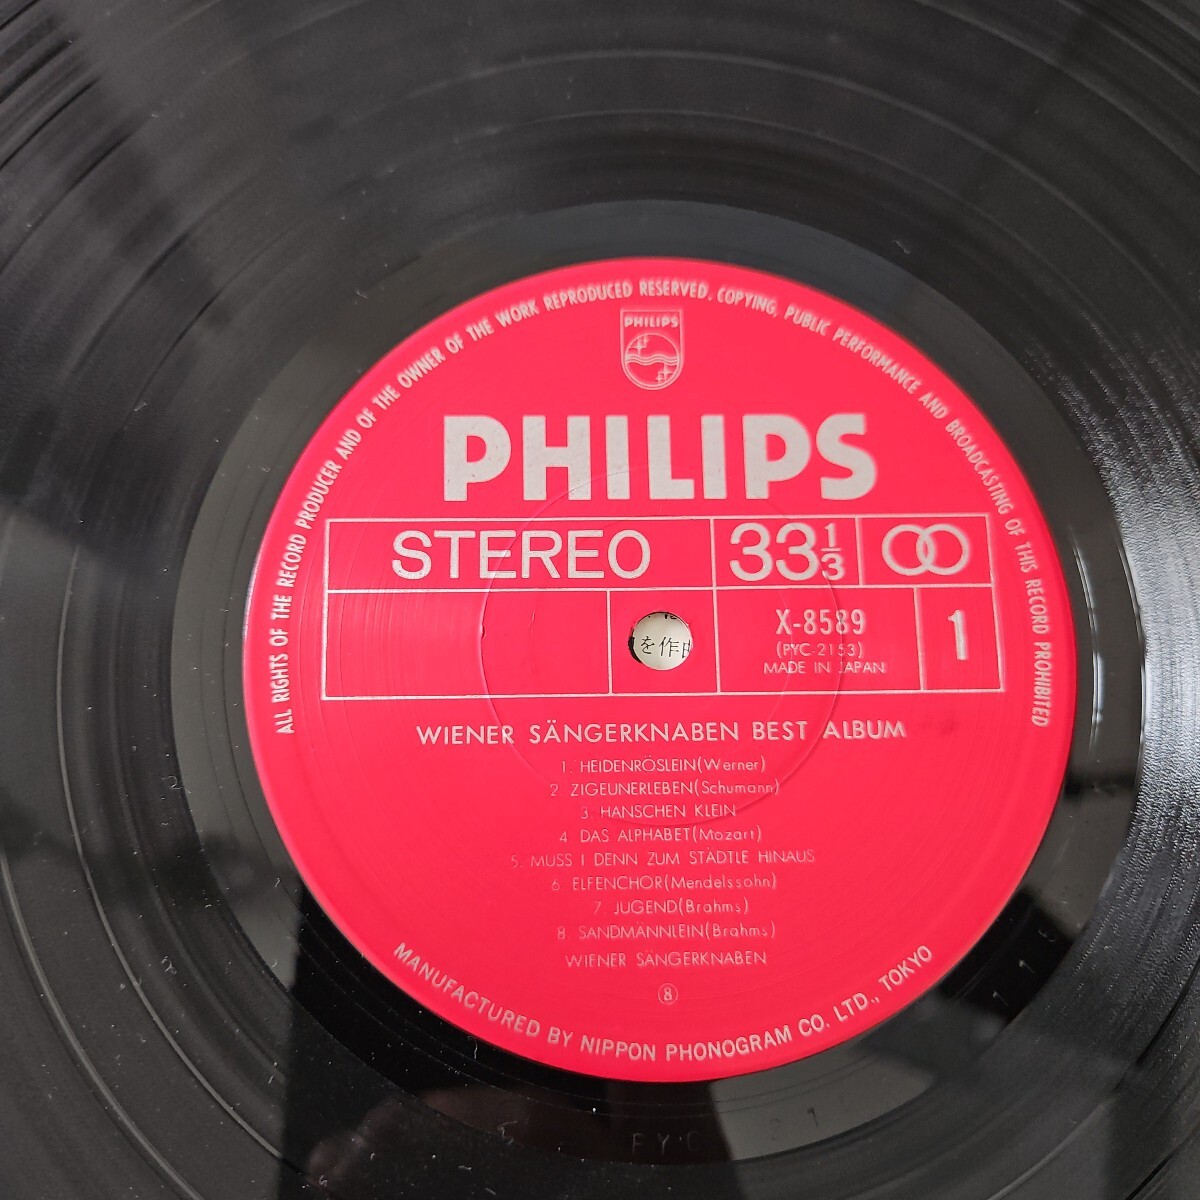 ALL RIGHTS OF THE RECORD PRODUCER AND OF THE OWNER OF THE WORK REPRODUCED RESERVED. COPYING, PUBLIC PERFORMANCE AND BROADCASTING OF THIS RECORD PROHIBITED
PHILIPS
PHILIPS
STEREO
33 1/3
X-8589
(PYC-2153)
MADE IN JAPAN
1
を作曲
WIENER SÄNGERKNABEN BEST ALBUM
1. HEIDENRÖSLEIN(Werner)
2. ZIGEUNERLEBEN(Schumann)
3. HANSCHEN KLEIN
4. DAS ALPHABET(Mozart)
5. MUSS I DENN ZUM STÄDTLE HINAUS
6. ELFENCHOR(Mendelssohn)
7. JUGEND(Brahms)
8. SANDMÄNNLEIN(Brahms)
WIENER SÄNGERKNABEN
⑧
MANUFACTURED BY NIPPON PHONOGRAM CO. LTD., TOKYO